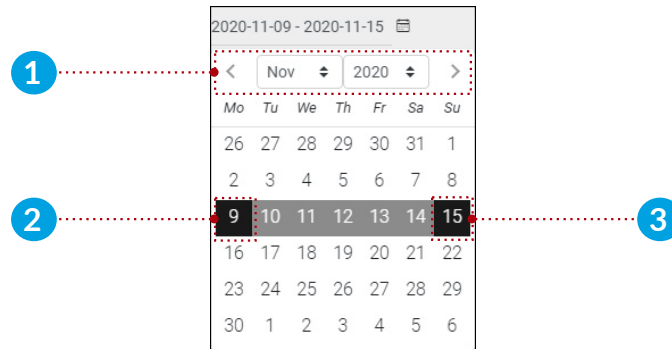 2020-11-09 - 2020-11-15
1
Nov 2020
Mo Tu We Th Fr Sa Su
26 27 28 29 30 31 1
2 3 4 5 6 7 8
2 9 10 11 12 13 14 15 3
16 17 18 19 20 21 22
23 24 25 26 27 28 29
30 1 2 3 4 5 6